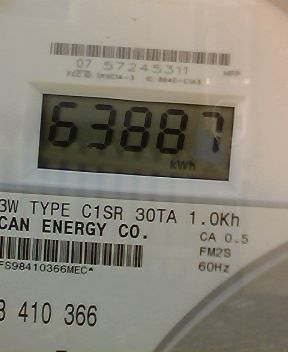 07 57245311
63887
kWh
3W TYPE C1SR 30TA 1.0Kh
CAN ENERGY CO.
CA 0.5
FM2S
60Hz
FS98410366MEC*
8 410 366